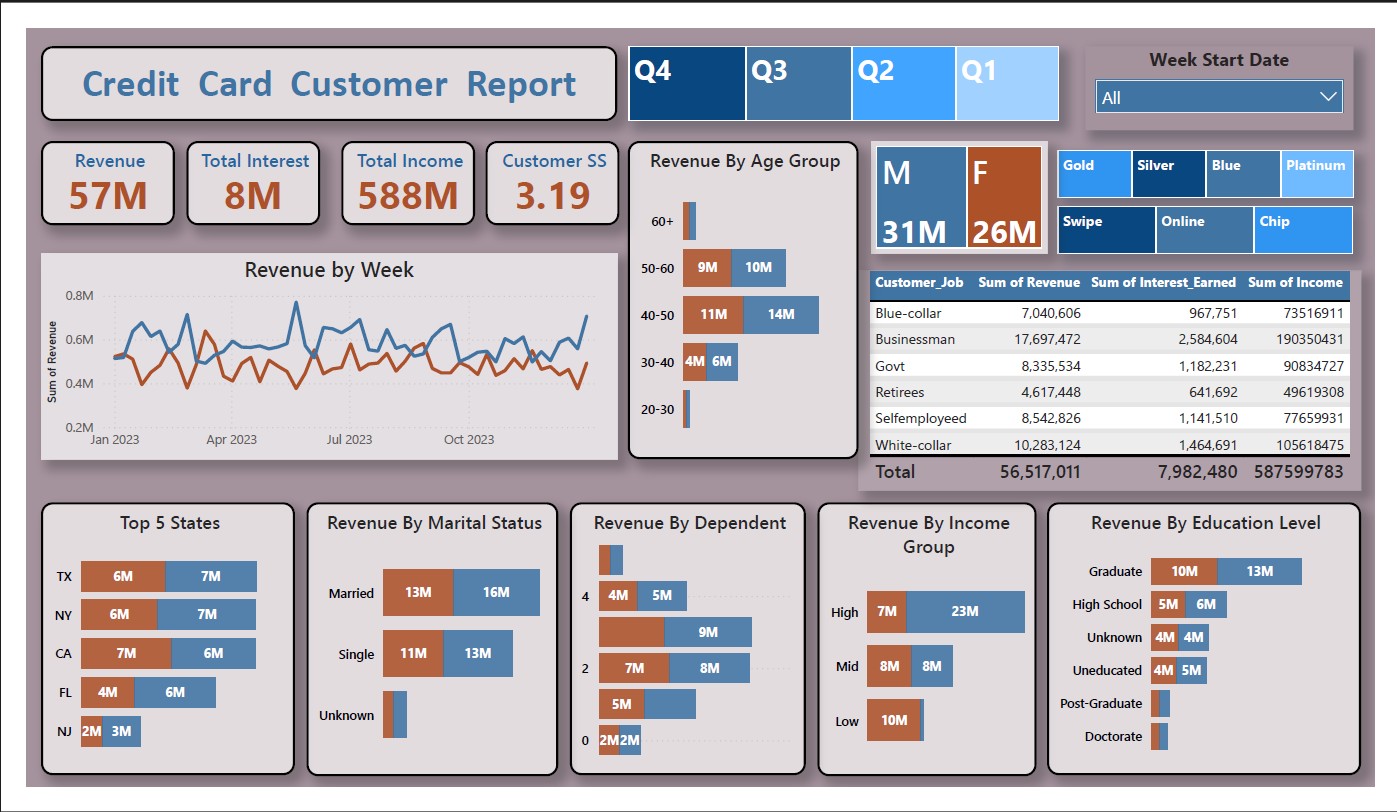 Credit Card Customer Report
Q4
Q3
Q2
Q1
Week Start Date
All
Revenue
57M
Total Interest
8M
Total Income
588M
Customer SS
3.19
Revenue by Week
Sum of Revenue
0.8M
0.6M
0.4M
0.2M
Jan 2023
Apr 2023
Jul 2023
Oct 2023
Revenue By Age Group
60+
50-60 9M 10M
40-50 11M 14M
30-40 4M 6M
20-30
M
31M
F
26M
Gold
Silver
Blue
Platinum
Swipe
Online
Chip
Customer_Job Sum of Revenue Sum of Interest_Earned Sum of Income
Blue-collar 7,040,606 967,751 73516911
Businessman 17,697,472 2,584,604 190350431
Govt 8,335,534 1,182,231 90834727
Retirees 4,617,448 641,692 49619308
Selfemployeed 8,542,826 1,141,510 77659931
White-collar 10,283,124 1,464,691 105618475
Total 56,517,011 7,982,480 587599783
Top 5 States
TX 6M 7M
NY 6M 7M
CA 7M 6M
FL 4M 6M
NJ 2M 3M
Revenue By Marital Status
Married 13M 16M
Single 11M 13M
Unknown
Revenue By Dependent
4 4M 5M
9M
2 7M 8M
5M
0 2M 2M
Revenue By Income
Group
High 7M 23M
Mid 8M 8M
Low 10M
Revenue By Education Level
Graduate 10M 13M
High School 5M 6M
Unknown 4M 4M
Uneducated 4M 5M
Post-Graduate
Doctorate